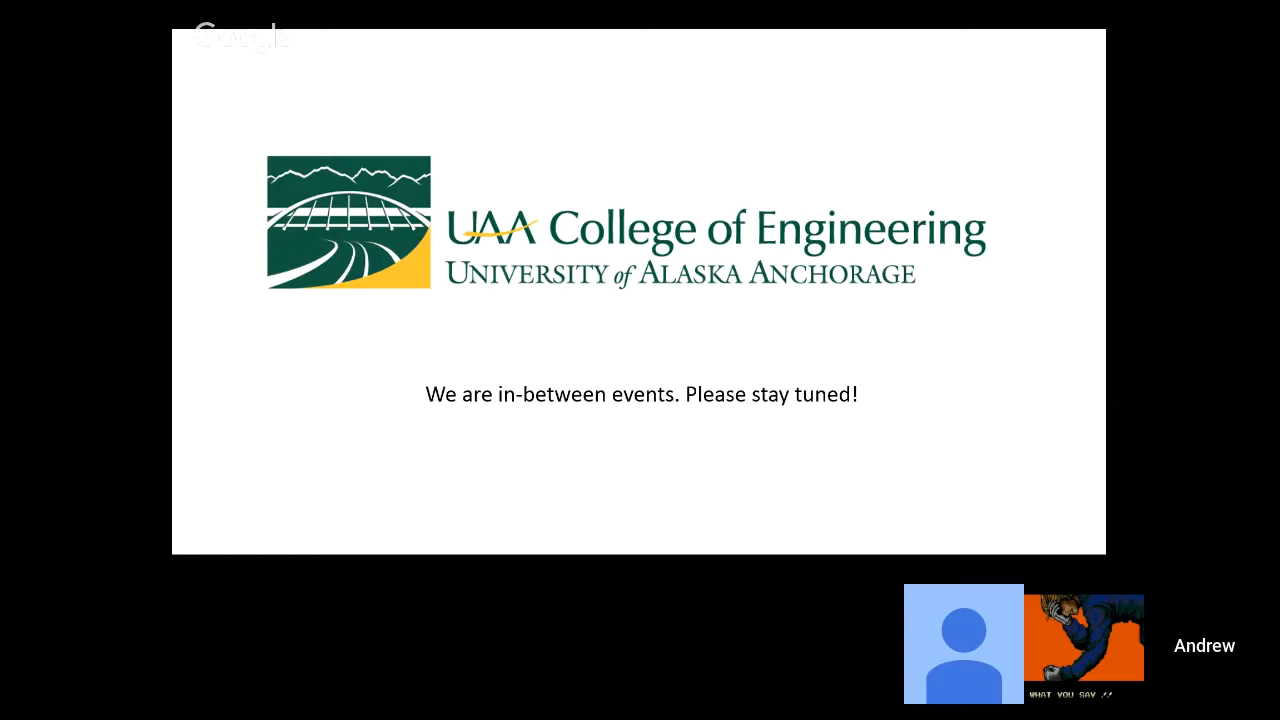 Google
UAA College of Engineering
UNIVERSITY of ALASKA ANCHORAGE
We are in-between events. Please stay tuned!
WHAT YOU SAY !!
Andrew